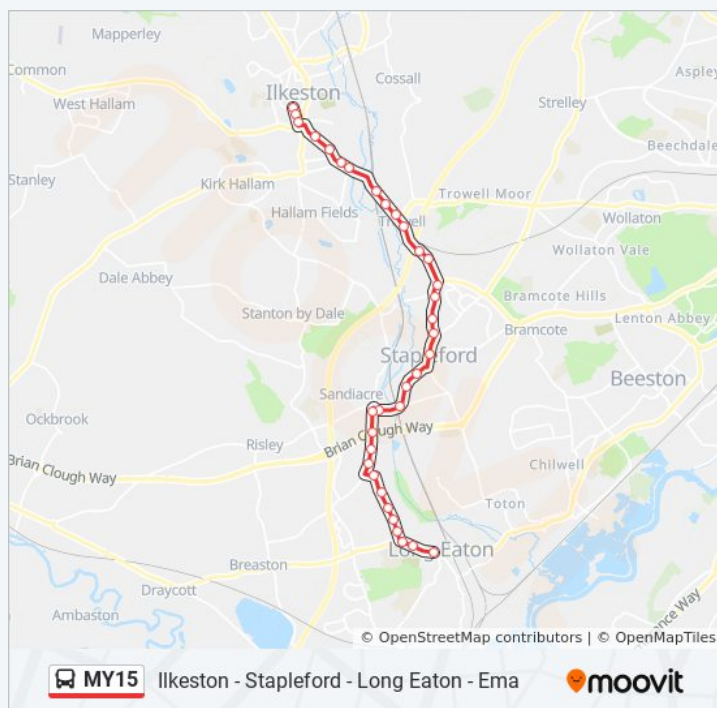 Mapperley
Common
Cossall
Aspley
West Hallam
Ilkeston
Strelley
Beechdale
Stanley
Kirk Hallam
Trowell Moor
Hallam Fields
Trowell
Wollaton
Wollaton Vale
Dale Abbey
Stanton by Dale
Bramcote Hills
Lenton Abbey
Bramcote
Stapleford
Beeston
Sandiacre
Ockbrook
Risley
Brian Clough Way
Brian Clough Way
Chilwell
Toton
Long Eaton
Breaston
Draycott
Ambaston
© OpenStreetMap contributors | © OpenMapTiles
MY15 Ilkeston - Stapleford - Long Eaton - Ema
moovit